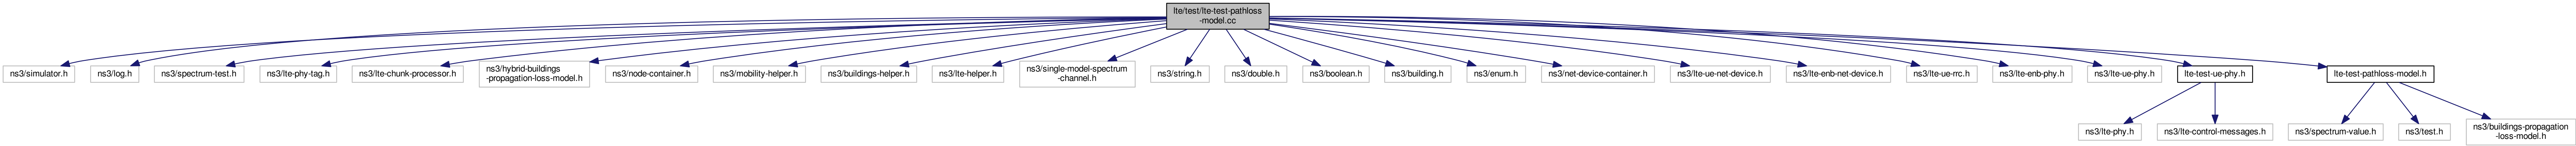 lte/test/lte-test-pathloss
-model.cc
ns3/simulator.h
ns3/log.h
ns3/spectrum-test.h
ns3/lte-phy-tag.h
ns3/lte-chunk-processor.h
ns3/hybrid-buildings
-propagation-loss-model.h
ns3/node-container.h
ns3/mobility-helper.h
ns3/buildings-helper.h
ns3/lte-helper.h
ns3/single-model-spectrum
-channel.h
ns3/string.h
ns3/double.h
ns3/boolean.h
ns3/building.h
ns3/enum.h
ns3/net-device-container.h
ns3/lte-ue-net-device.h
ns3/lte-enb-net-device.h
ns3/lte-ue-rrc.h
ns3/lte-enb-phy.h
ns3/lte-ue-phy.h
lte-test-ue-phy.h
lte-test-pathloss-model.h
ns3/lte-phy.h
ns3/lte-control-messages.h
ns3/spectrum-value.h
ns3/test.h
ns3/buildings-propagation
-loss-model.h